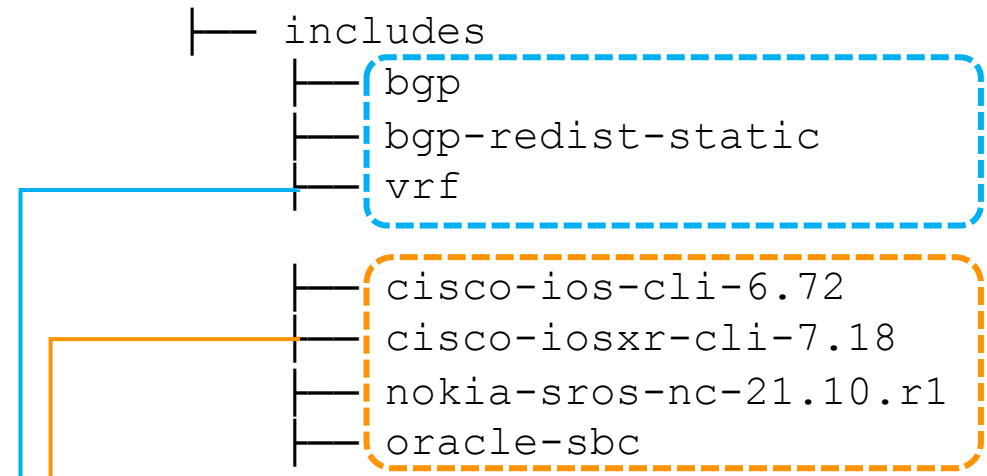 includes
bgp
bgp-redist-static
vrf
cisco-ios-cli-6.72
cisco-iosxr-cli-7.18
nokia-sros-nc-21.10.r1
oracle-sbc